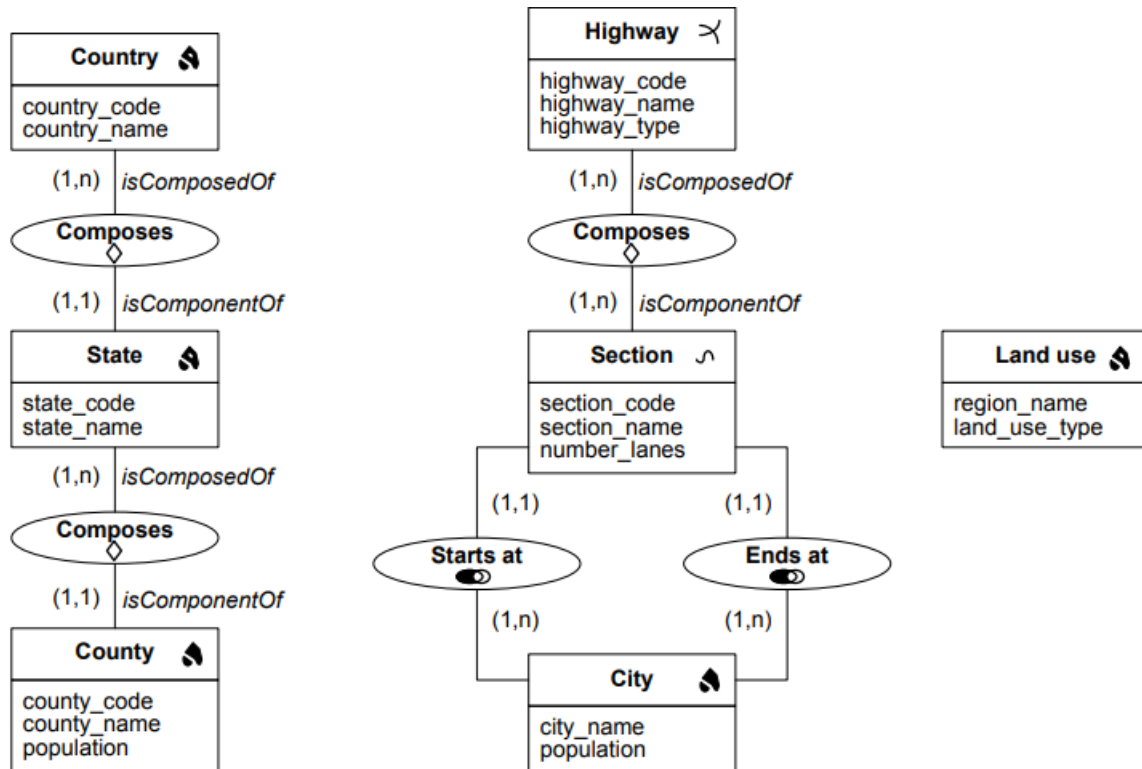 Country
country_code
country_name
(1,n) isComposedOf
Composes
(1,1) isComponentOf
State
state_code
state_name
(1,n) isComposedOf
Composes
(1,1) isComponentOf
County
county_code
county_name
population
Highway
highway_code
highway_name
highway_type
(1,n) isComposedOf
Composes
(1,n) isComponentOf
Section
section_code
section_name
number_lanes
(1,1)
(1,1)
Starts at
Ends at
(1,n)
(1,n)
City
city_name
population
Land use
region_name
land_use_type